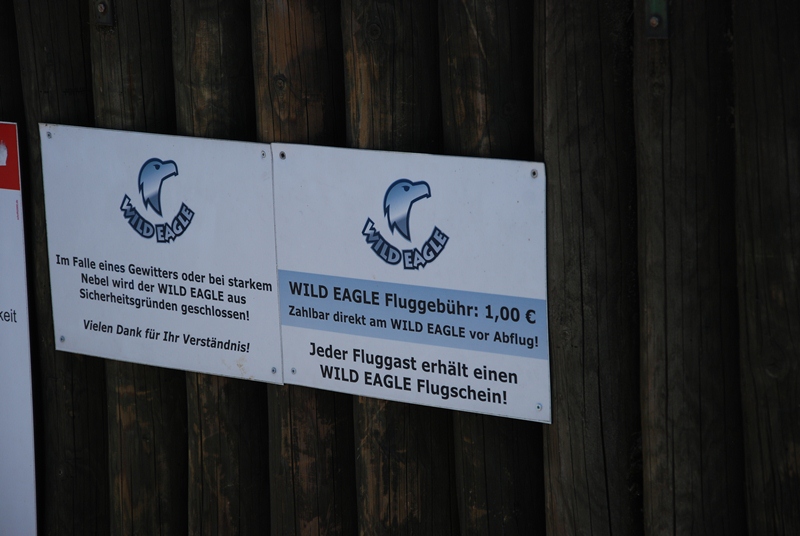 keit
WILD EAGLE
Im Falle eines Gewitters oder bei starkem
Nebel wird der WILD EAGLE aus
Sicherheitsgründen geschlossen!
Vielen Dank für Ihr Verständnis!
WILD EAGLE
WILD EAGLE Fluggebühr: 1,00 €
Zahlbar direkt am WILD EAGLE vor Abflug!
Jeder Fluggast erhält einen
WILD EAGLE Flugschein!